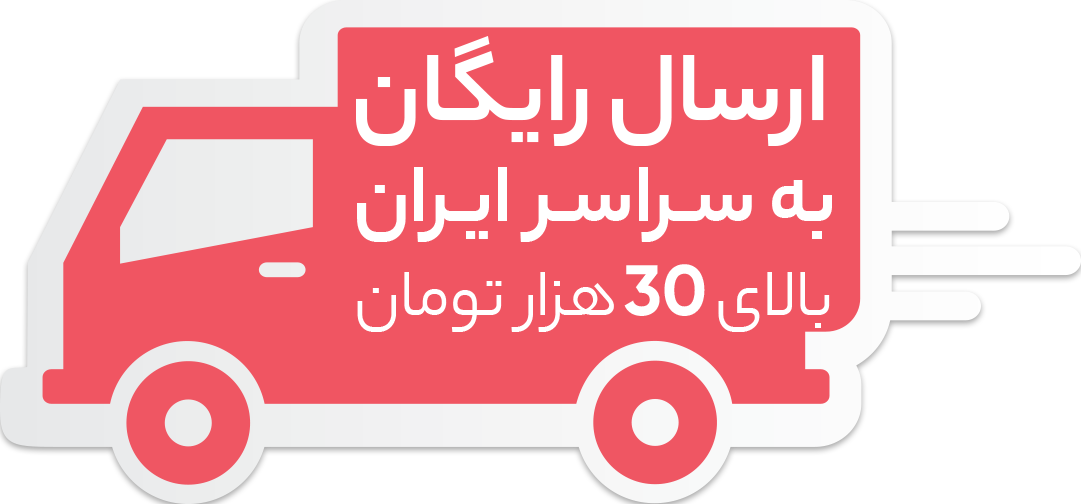 ارسال رایگان
به سراسر ایران
بالای 30 هزار تومان